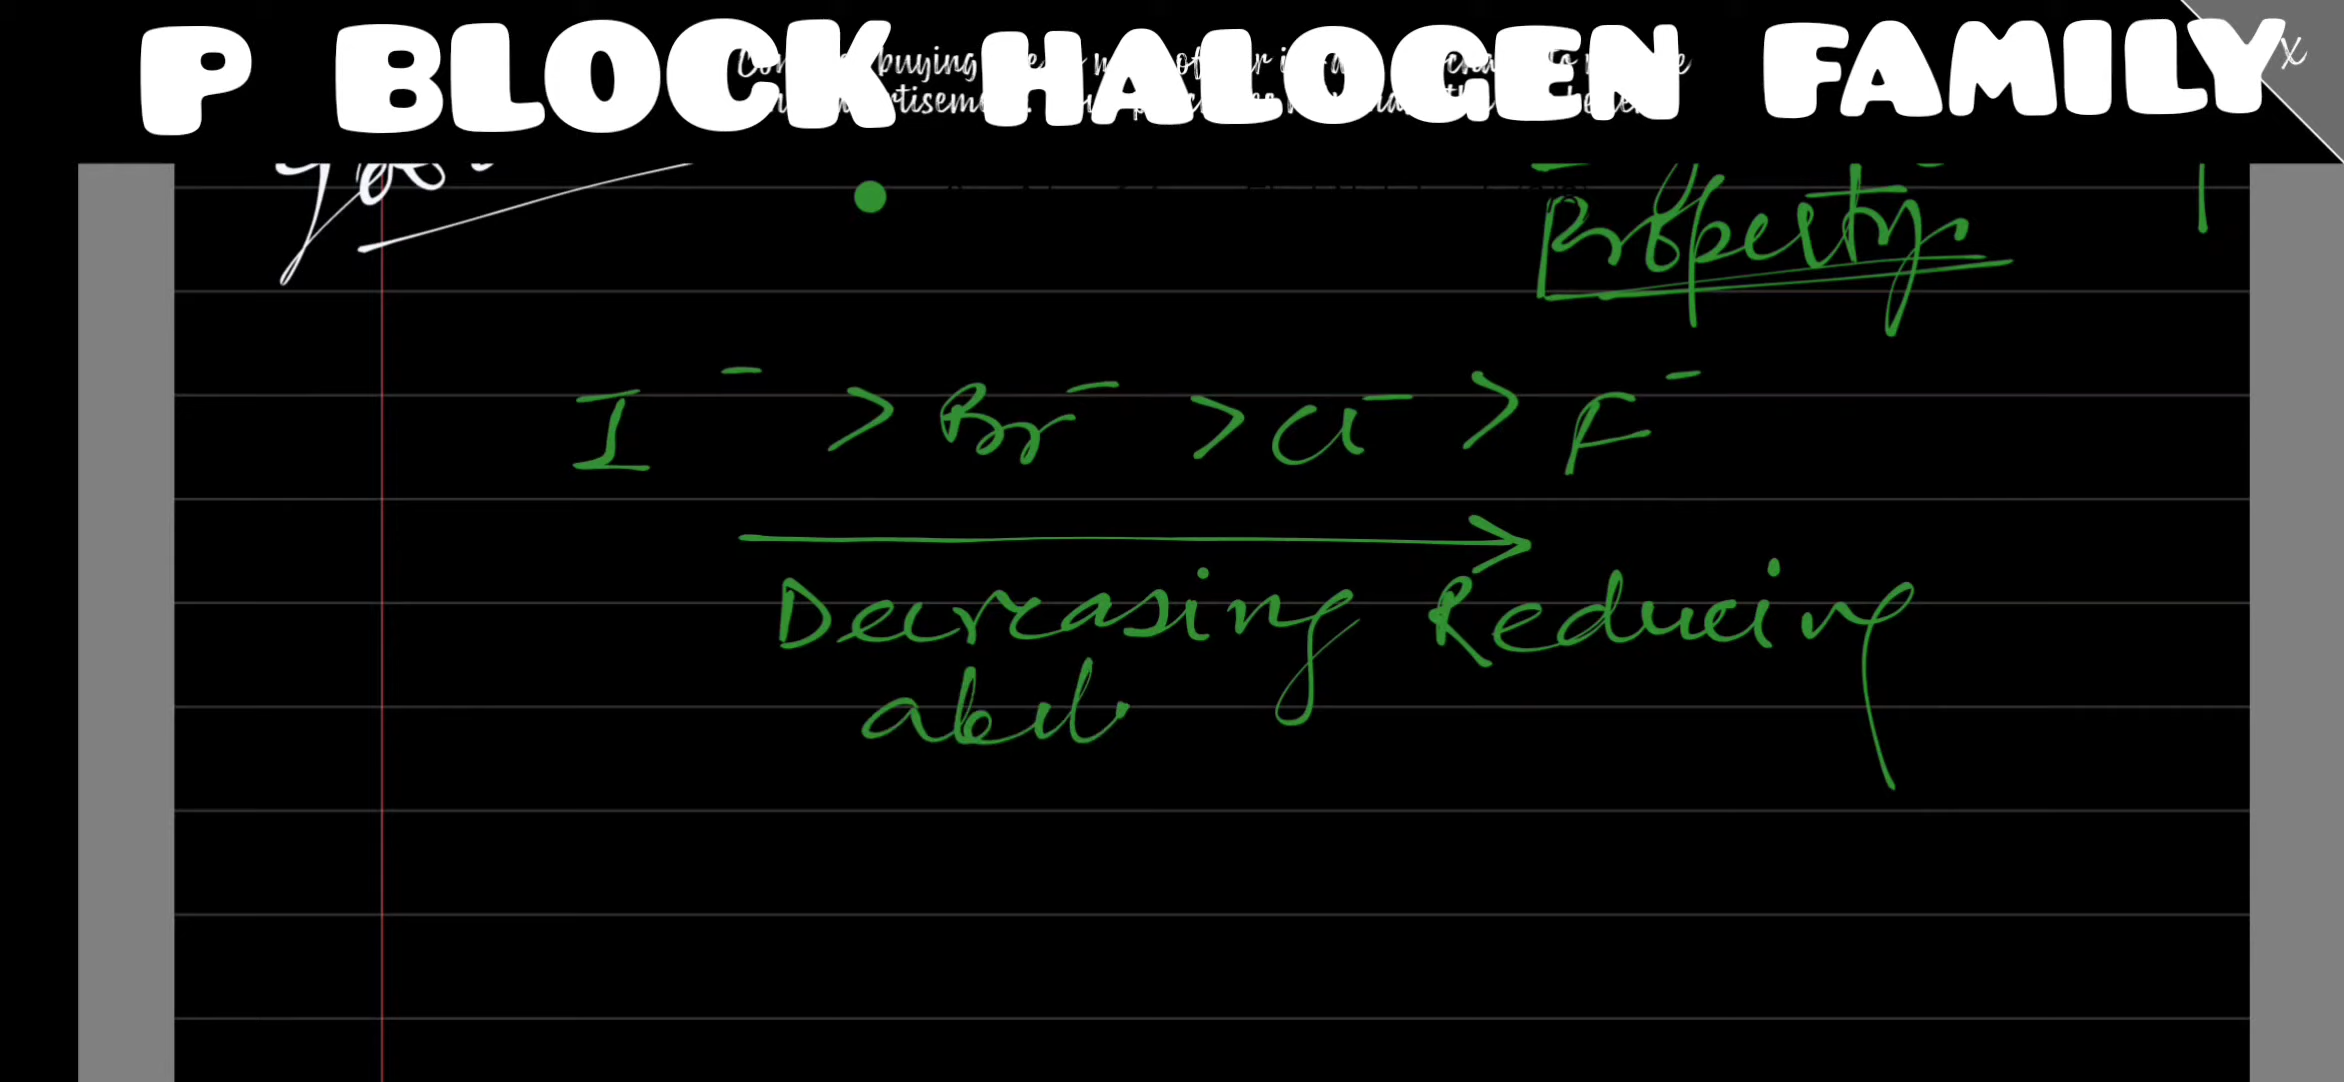 P BLOCK HALOGEN FAMILY
Property
I⁻ > Br⁻ > Cl⁻ > F⁻
Decreasing Reducing
abil